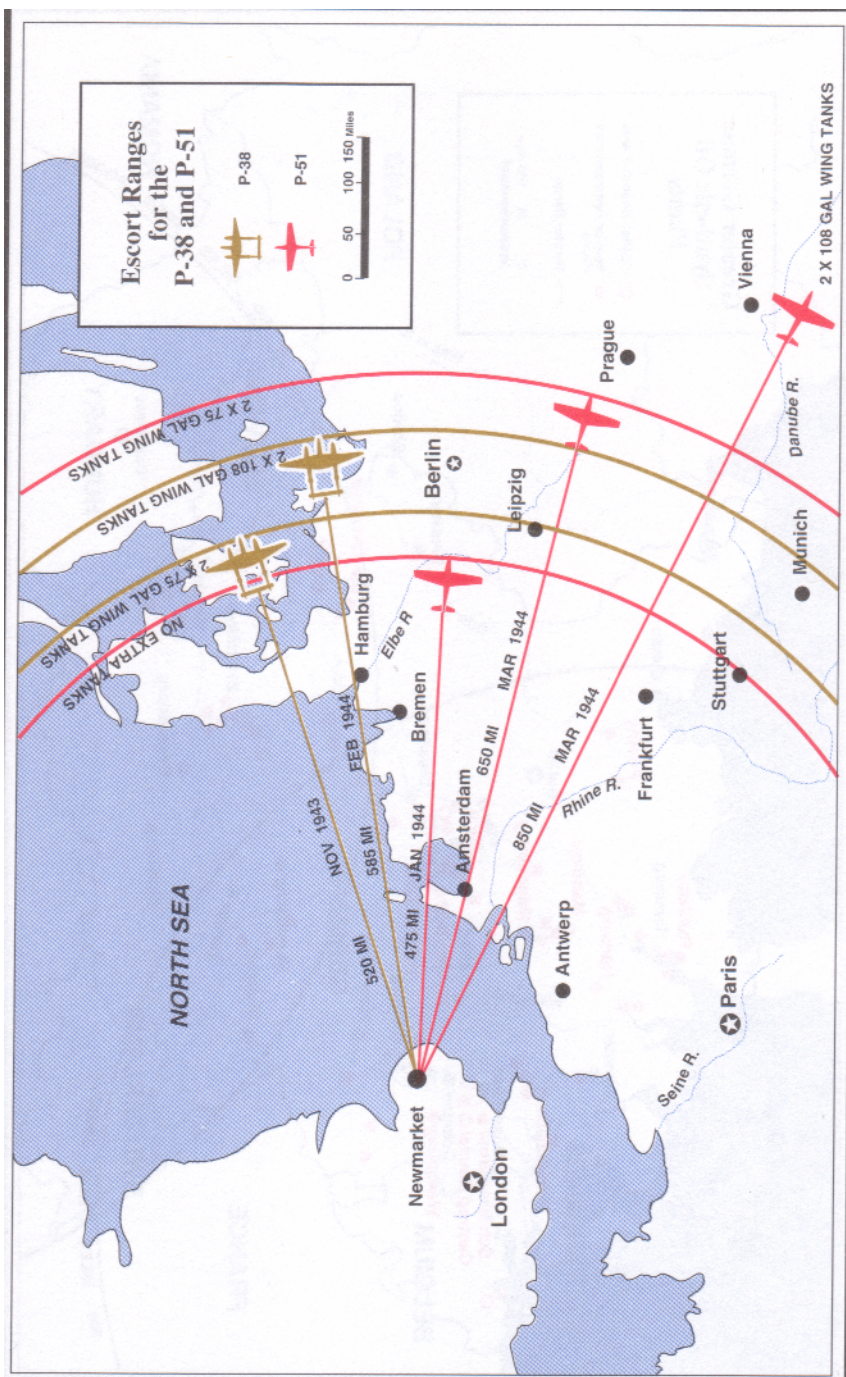 Escort Ranges
for the
P-38 and P-51
P-38
P-51
0 50 100 150 Miles
2 X 75 GAL WING TANKS
2 X 108 GAL WING TANKS
2 X 75 GAL WING TANKS
NO EXTRA TANKS
NORTH SEA
520 MI NOV 1943
585 MI FEB 1944
475 MI JAN 1944
650 MI MAR 1944
850 MI MAR 1944
2 X 108 GAL WING TANKS
Hamburg
Bremen
Elbe R
Berlin
Leipzig
Prague
Vienna
Danube R.
Munich
Stuttgart
Frankfurt
Rhine R.
Amsterdam
Antwerp
Paris
Seine R.
Newmarket
London